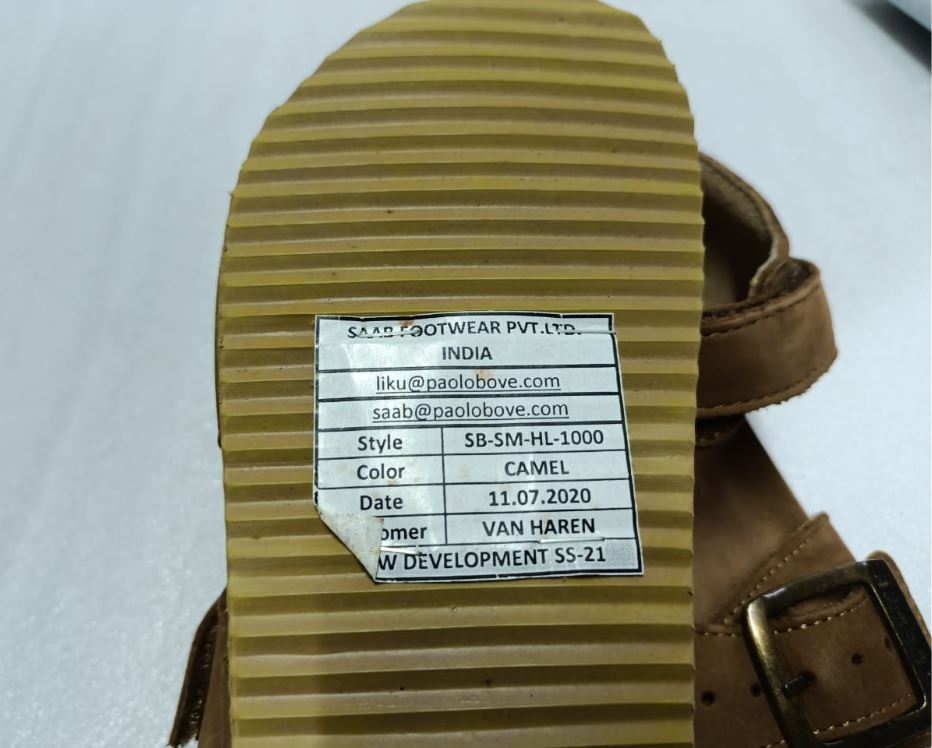 SAAB FOOTWEAR PVT.LTD.
INDIA
liku@paolobove.com
saab@paolobove.com
Style SB-SM-HL-1000
Color CAMEL
Date 11.07.2020
omer VAN HAREN
W DEVELOPMENT SS-21